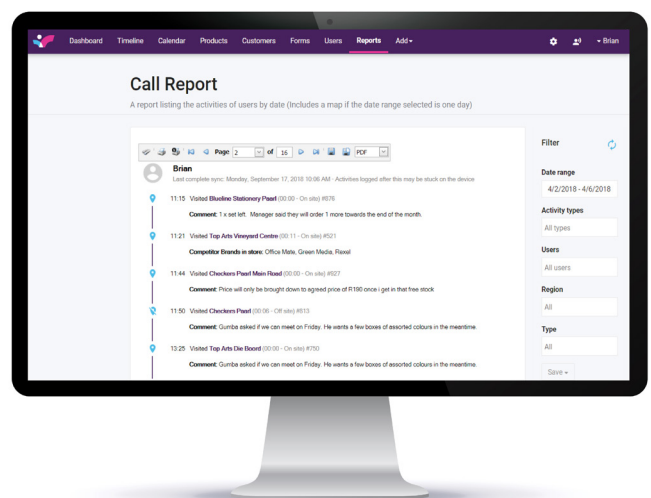 Dashboard Timeline Calendar Products Customers Forms Users Reports Add Brian
Call Report
A report listing the activities of users by date (Includes a map if the date range selected is one day)
Page 2 of 16 PDF
Brian
Last complete sync: Monday, September 17, 2018 10:06 AM - Activities logged after this may be stuck on the device
11:15 Visited Blueline Stationery Paarl (00:00 - On site) #876
Comment: 1 x set left. Manager said they will order 1 more towards the end of the month.
11:21 Visited Top Arts Vineyard Centre (00:11 - On site) #521
Competitor Brands in store: Office Mate, Green Media, Rexel
11:44 Visited Checkers Paarl Main Road (00:00 - On site) #927
Comment: Price will only be brought down to agreed price of R190 once i get in that free stock
11:50 Visited Checkers Paarl (00:06 - Off site) #813
Comment: Gumba asked if we can meet on Friday. He wants a few boxes of assorted colours in the meantime.
13:25 Visited Top Arts Die Boord (00:00 - On site) #750
Comment: Gumba asked if we can meet on Friday. He wants a few boxes of assorted colours in the meantime.
Filter
Date range
4/2/2018 - 4/6/2018
Activity types
All types
Users
All users
Region
All
Type
All
Save